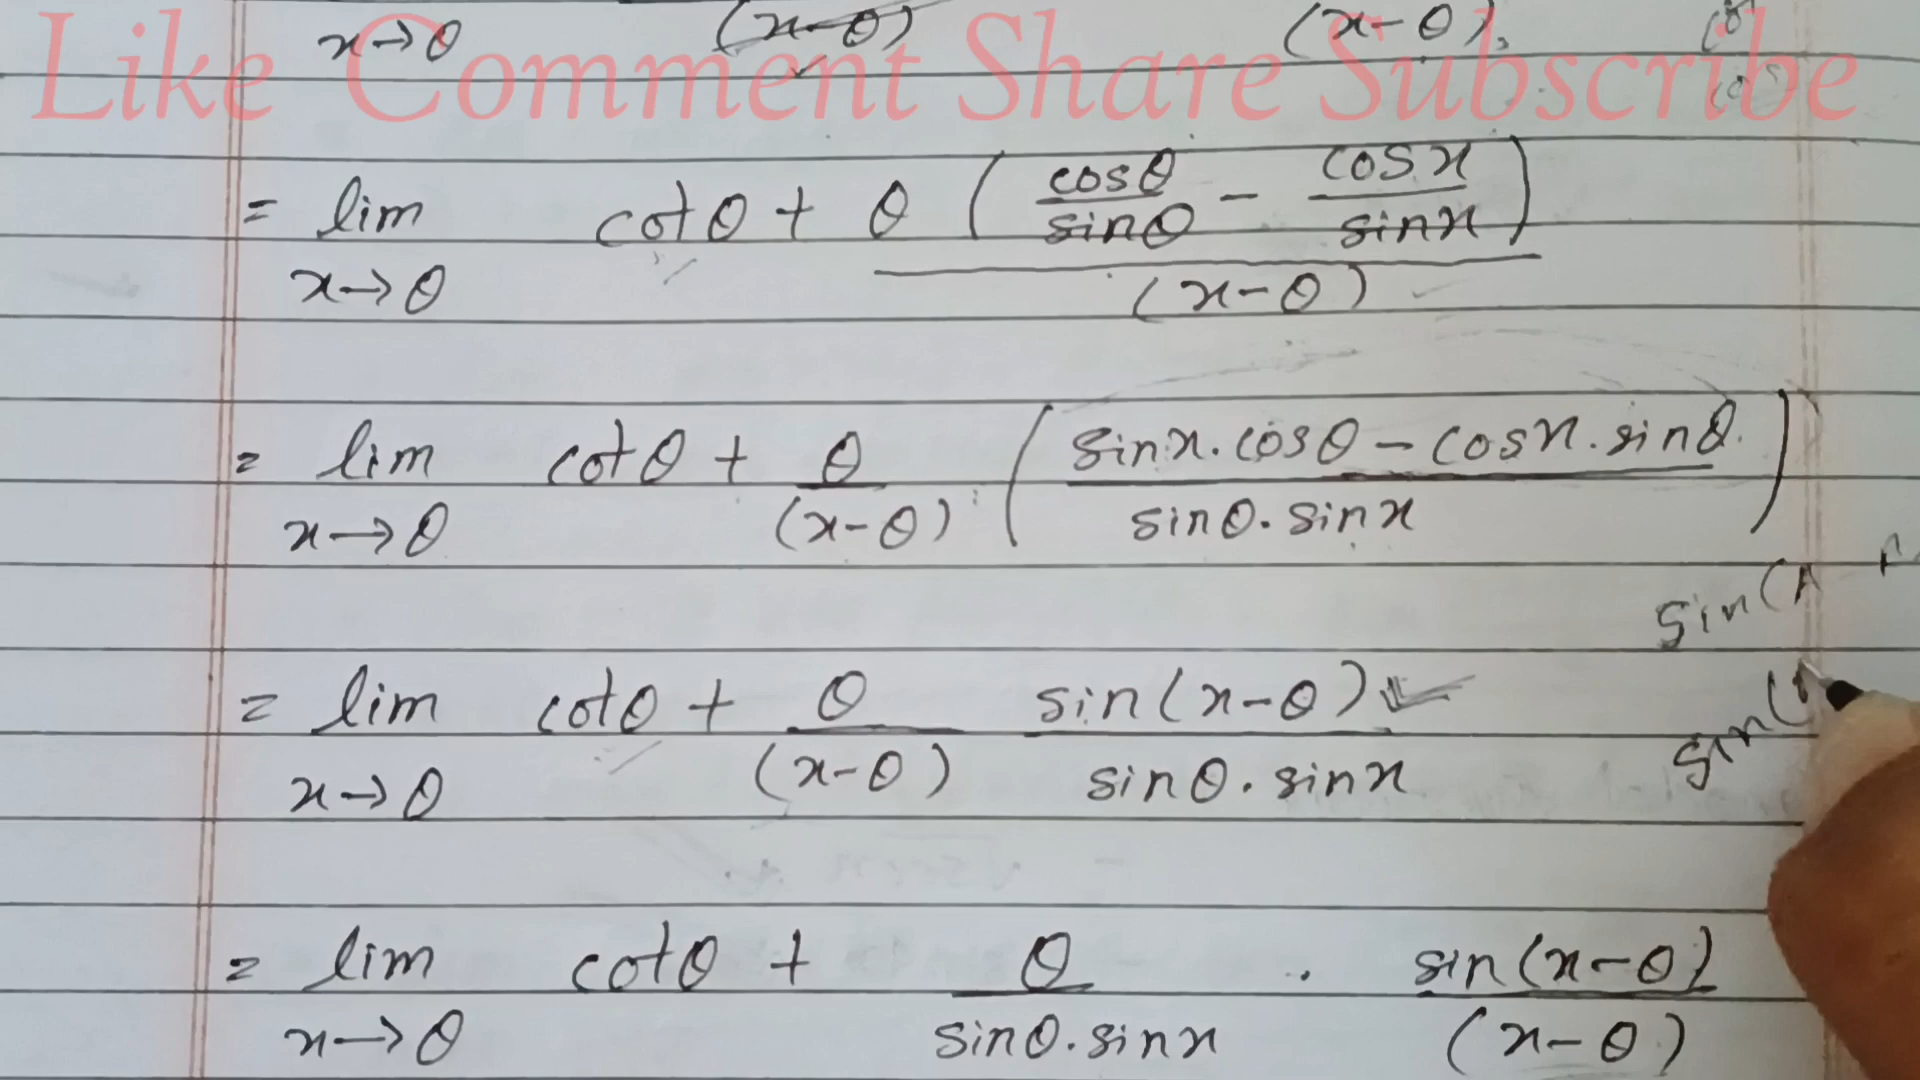 x→θ (x-θ) (x-θ),
Like Comment Share Subscribe
= lim cotθ + θ ( cosθ/sinθ - cosx/sinx )
x→θ (x-θ)
= lim cotθ + θ ( sinx.cosθ - cosx.sinθ. )
x→θ (x-θ) sinθ.sinx
sin(A
= lim cotθ + θ sin(x-θ)
x→θ (x-θ) sinθ.sinx
sin(
= lim cotθ + θ . sin(x-θ)
x→θ sinθ.sinx (x-θ)